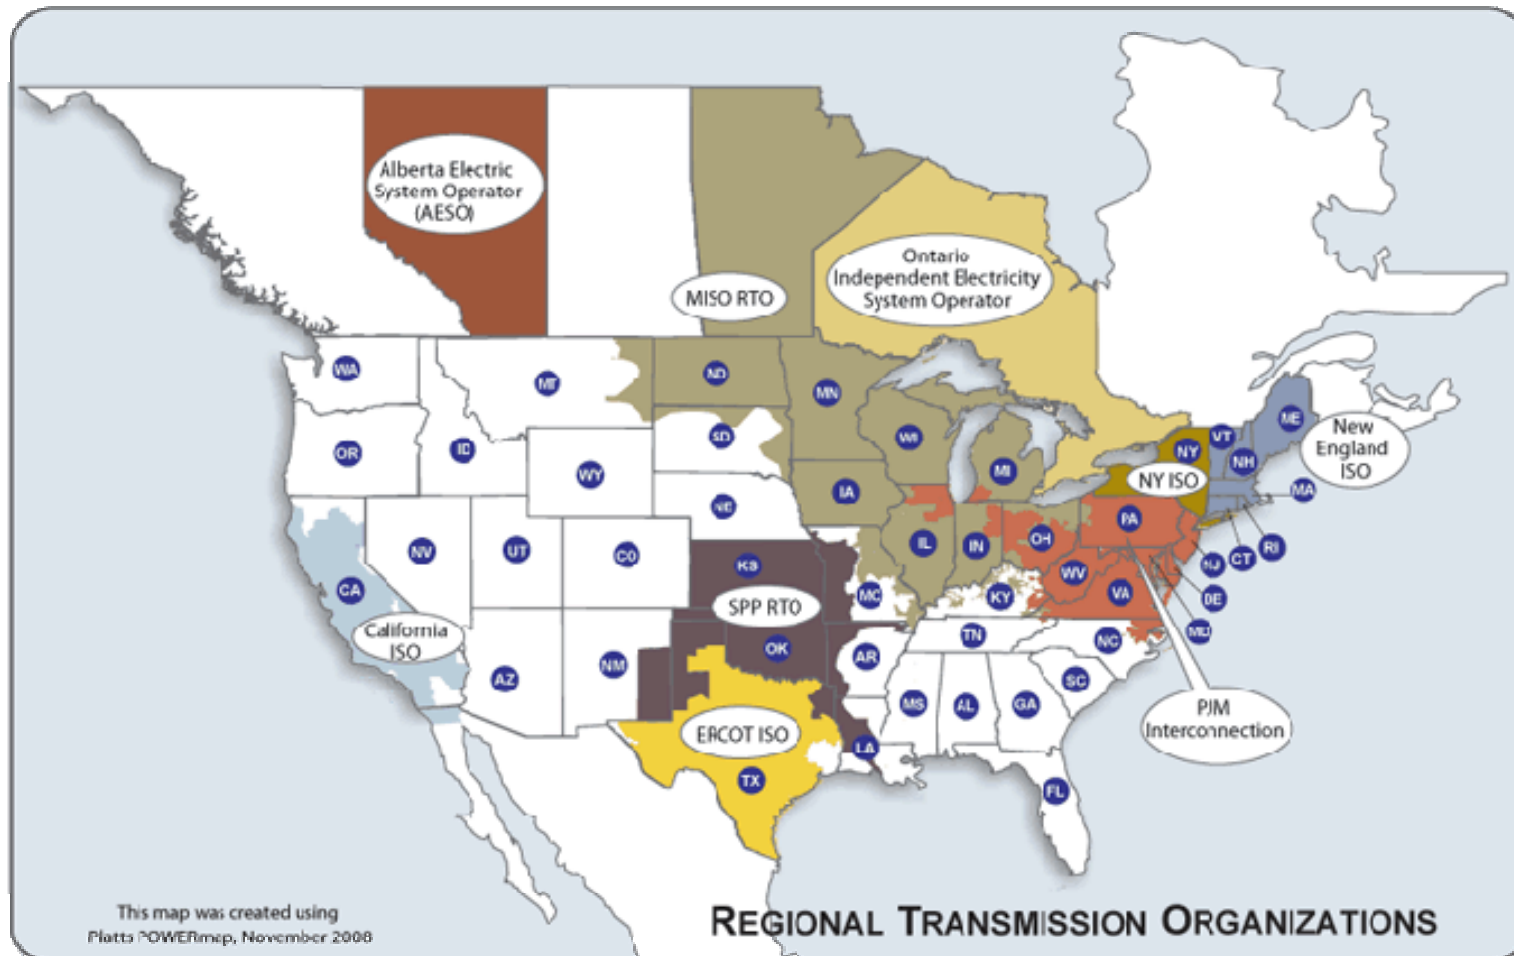 Alberta Electric
System Operator
(AESO)
MISO RTO
Ontario
Independent Electricity
System Operator
WA
MT
ND
MN
OR
ID
WY
SD
WI
MI
NY
VT
NH
ME
New
England
ISO
NY ISO
MA
IA
NE
NV
UT
CO
KS
IL
IN
OH
PA
WV
VA
NJ
CT
RI
DE
MD
CA
California
ISO
SPP RTO
MO
KY
AZ
NM
OK
AR
TN
NC
SC
MS
AL
GA
PJM
Interconnection
ERCOT ISO
LA
TX
FL
This map was created using
Platts POWERmap, November 2008
REGIONAL TRANSMISSION ORGANIZATIONS